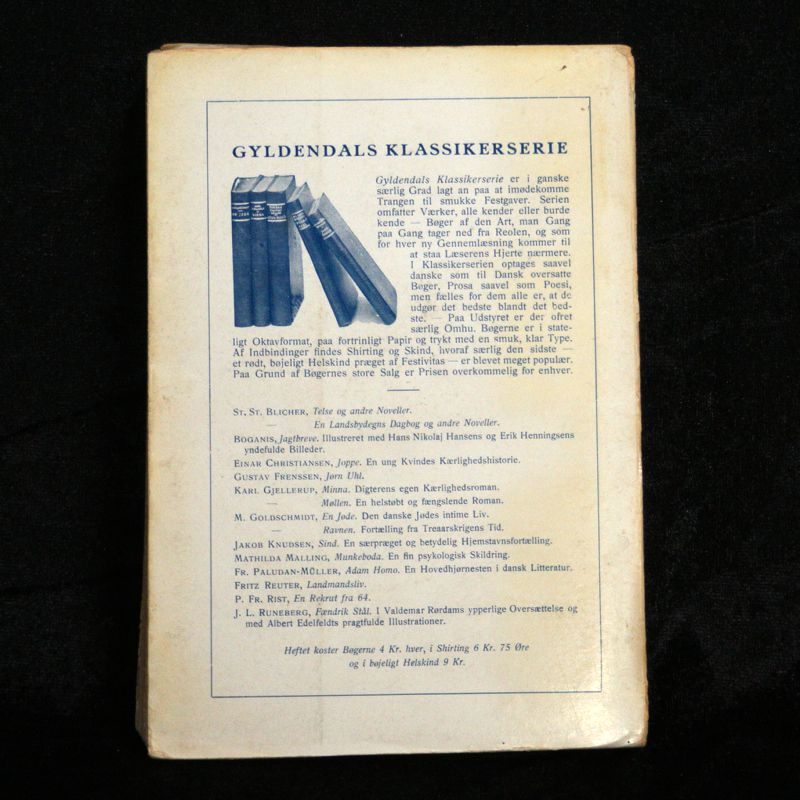 GYLDENDALS KLASSIKERSERIE
Gyldendals Klassikerserie er i ganske
særlig Grad lagt an paa at imødekomme
Trangen til smukke Festgaver. Serien
omfatter Værker, alle kender eller burde
kende — Bøger af den Art, man Gang
paa Gang tager ned fra Reolen, og som
for hver ny Gennemlæsning kommer til
at staa Læserens Hjerte nærmere.
I Klassikerserien optages saavel
danske som til Dansk oversatte
Bøger, Prosa saavel som Poesi,
men fælles for dem alle er, at de
udgør det bedste blandt det bed-
ste. — Paa Udstyret er der ofret
særlig Omhu. Bøgerne er i state-
ligt Oktavformat, paa fortrinligt Papir og trykt med en smuk, klar Type.
Af Indbindinger findes Shirting og Skind, hvoraf særlig den sidste —
et rødt, bøjeligt Helskind præget af Festivitas — er blevet meget populær.
Paa Grund af Bøgernes store Salg er Prisen overkommelig for enhver.
ST. ST. BLICHER, Telse og andre Noveller.
— En Landsbydegns Dagbog og andre Noveller.
BOGANIS, Jagtbreve. Illustreret med Hans Nikolaj Hansens og Erik Henningsens
yndefulde Billeder.
EINAR CHRISTIANSEN, Joppe. En ung Kvindes Kærlighedshistorie.
GUSTAV FRENSSEN, Jørn Uhl.
KARL GJELLERUP, Minna. Digterens egen Kærlighedsroman.
— Møllen. En helstøbt og fængslende Roman.
M. GOLDSCHMIDT, En Jøde. Den danske Jødes intime Liv.
— Ravnen. Fortælling fra Treaarskrigens Tid.
JAKOB KNUDSEN, Sind. En særpræget og betydelig Hjemstavnsfortælling.
MATHILDA MALLING, Munkeboda. En fin psykologisk Skildring.
FR. PALUDAN-MÜLLER, Adam Homo. En Hovedhjørnesten i dansk Litteratur.
FRITZ REUTER, Landmandsliv.
P. FR. RIST, En Rekrut fra 64.
J. L. RUNEBERG, Fændrik Stål. I Valdemar Rørdams ypperlige Oversættelse og
med Albert Edelfeldts pragtfulde Illustrationer.
Heftet koster Bøgerne 4 Kr. hver, i Shirting 6 Kr. 75 Øre
og i bøjeligt Helskind 9 Kr.